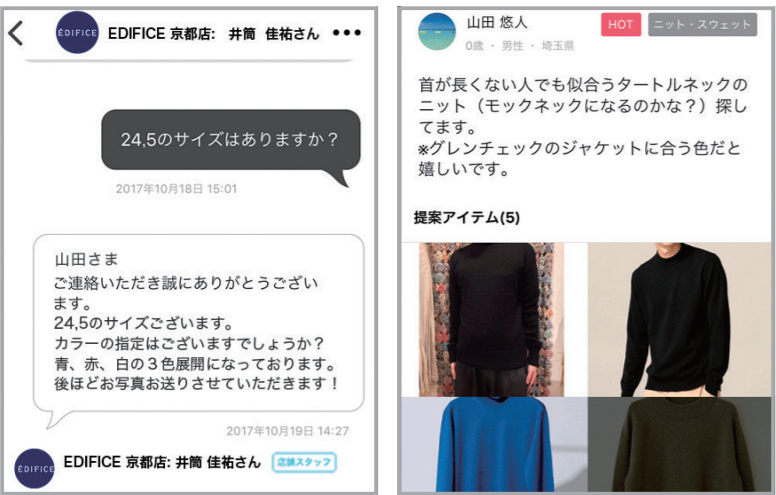 EDIFICE
EDIFICE 京都店: 井筒 佳祐さん
24,5のサイズはありますか？
2017年10月18日 15:01
山田さま
ご連絡いただき誠にありがとうござい
ます。
24,5のサイズございます。
カラーの指定はございますでしょうか？
青、赤、白の３色展開になっております。
後ほどお写真お送りさせていただきます！
2017年10月19日 14:27
EDIFICE
EDIFICE 京都店: 井筒 佳祐さん 店舗スタッフ
山田 悠人 HOT ニット・スウェット
0歳 ・ 男性 ・ 埼玉県
首が長くない人でも似合うタートルネックの
ニット（モックネックになるのかな？）探し
てます。
※グレンチェックのジャケットに合う色だと
嬉しいです。
提案アイテム(5)